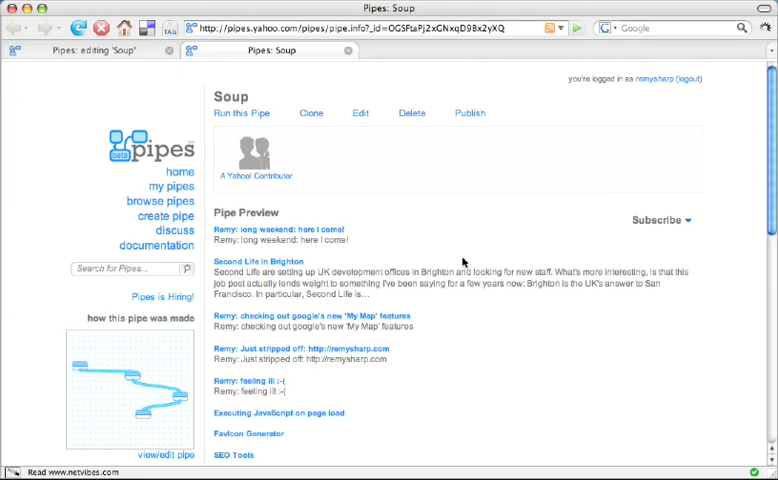 Pipes: Soup
TAG
http://pipes.yahoo.com/pipes/pipe.info?_id=OGSFtaPj2xGNxqD9Bx2yXQ
Google
Pipes: editing 'Soup'
Pipes: Soup
you're logged in as remysharp (logout)
Soup
Run this Pipe Clone Edit Delete Publish
beta pipes
A Yahoo! Contributor
home
my pipes
browse pipes
create pipe
discuss
documentation
Search for Pipes...
Pipes is Hiring!
how this pipe was made
view/edit pipe
Pipe Preview
Subscribe
Remy: long weekend: here I come!
Remy: long weekend: here I come!
Second Life in Brighton
Second Life are setting up UK development offices in Brighton and looking for new staff. What's more interesting, is that this
job post actually lends weight to something I've been saying for a few years now: Brighton is the UK's answer to San
Francisco. In particular, Second Life is...
Remy: checking out google's new 'My Map' features
Remy: checking out google's new 'My Map' features
Remy: Just stripped off: http://remysharp.com
Remy: Just stripped off: http://remysharp.com
Remy: feeling ill :-(
Remy: feeling ill :-(
Executing JavaScript on page load
FavIcon Generator
SEO Tools
Read www.netvibes.com